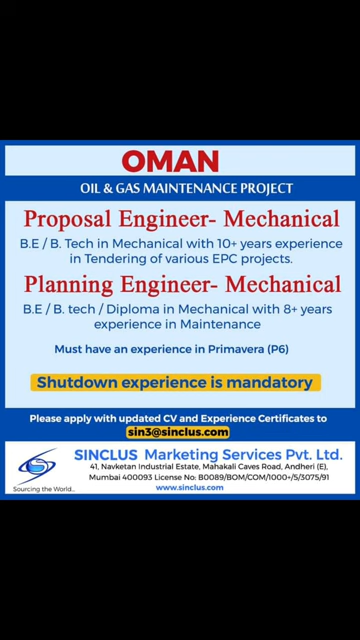 OMAN
OIL & GAS MAINTENANCE PROJECT
Proposal Engineer- Mechanical
B.E / B. Tech in Mechanical with 10+ years experience
in Tendering of various EPC projects.
Planning Engineer- Mechanical
B.E / B. tech / Diploma in Mechanical with 8+ years
experience in Maintenance
Must have an experience in Primavera (P6)
Shutdown experience is mandatory
Please apply with updated CV and Experience Certificates to
sin3@sinclus.com
SINCLUS Marketing Services Pvt. Ltd.
41, Navketan Industrial Estate, Mahakali Caves Road, Andheri (E),
Mumbai 400093 License No: B0089/BOM/COM/1000+/5/3075/91
Sourcing the World...
www.sinclus.com